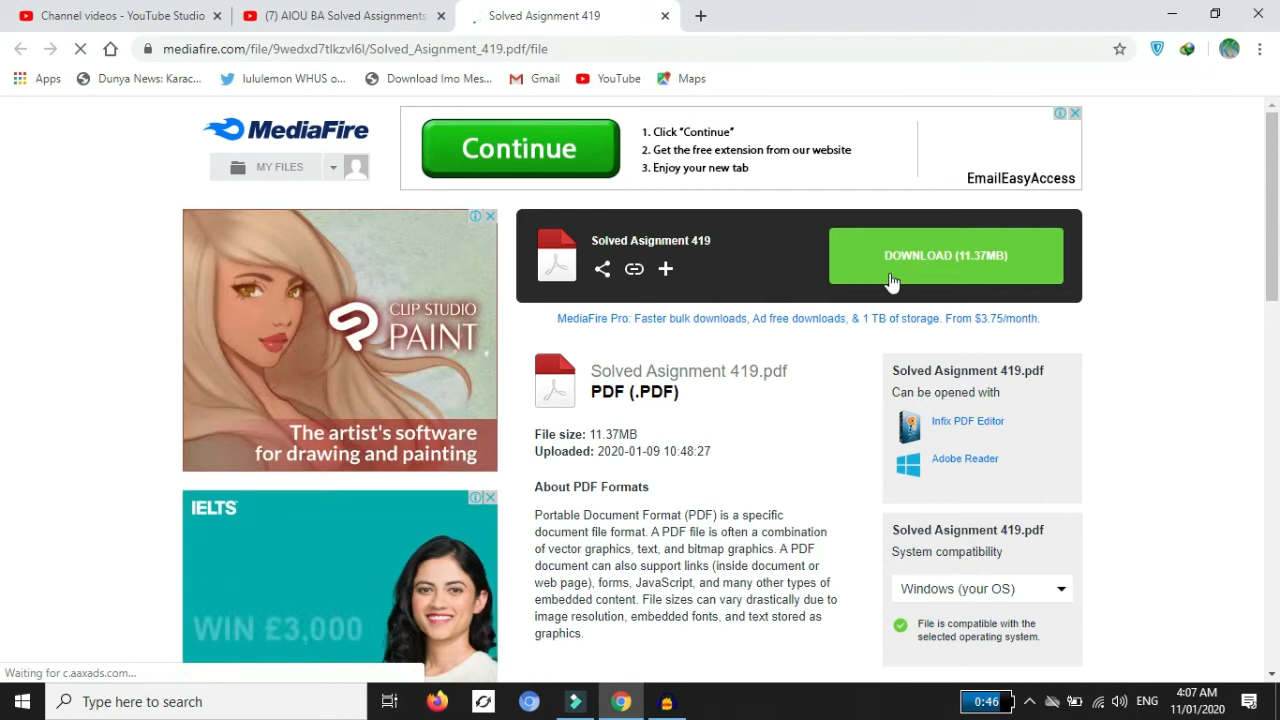 Channel videos - YouTube Studio
(7) AIOU BA Solved Assignments
Solved Asignment 419
mediafire.com/file/9wedxd7tlkzvl6l/Solved_Asignment_419.pdf/file
Apps
Dunya News: Karac...
lululemon WHUS o...
Download Imo Mes...
Gmail
YouTube
Maps
MediaFire
MY FILES
Continue
1. Click "Continue"
2. Get the free extension from our website
3. Enjoy your new tab
EmailEasyAccess
Solved Asignment 419
DOWNLOAD (11.37MB)
MediaFire Pro: Faster bulk downloads, Ad free downloads, & 1 TB of storage. From $3.75/month.
CLIP STUDIO
PAINT
The artist's software
for drawing and painting
Solved Asignment 419.pdf
PDF (.PDF)
File size: 11.37MB
Uploaded: 2020-01-09 10:48:27
About PDF Formats
Portable Document Format (PDF) is a specific
document file format. A PDF file is often a combination
of vector graphics, text, and bitmap graphics. A PDF
document can also support links (inside document or
web page), forms, JavaScript, and many other types of
embedded content. File sizes can vary drastically due to
image resolution, embedded fonts, and text stored as
graphics.
Solved Asignment 419.pdf
Can be opened with
Infix PDF Editor
Adobe Reader
Solved Asignment 419.pdf
System compatibility
Windows (your OS)
File is compatible with the
selected operating system.
IELTS
WIN £3,000
Waiting for c.aaxads.com...
Type here to search
0:46
ENG
4:07 AM
11/01/2020